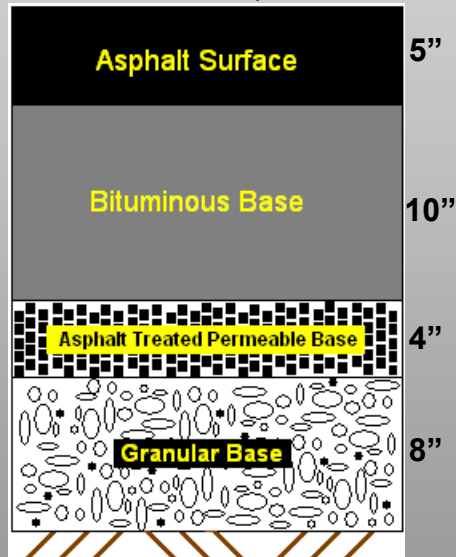 Asphalt Surface
5”
Bituminous Base
10”
Asphalt Treated Permeable Base
4”
Granular Base
8”